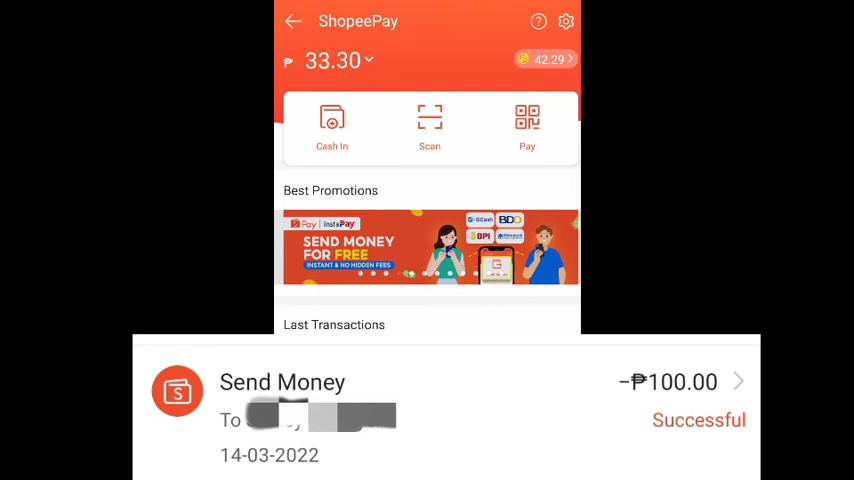 ShopeePay
₱ 33.30
42.29
Cash In
Scan
Pay
Best Promotions
Pay
instaPay
GCash
BDO
SEND MONEY
FOR FREE
BPI
INSTANT & NO HIDDEN FEES
Last Transactions
Send Money
-₱100.00
To
Successful
14-03-2022